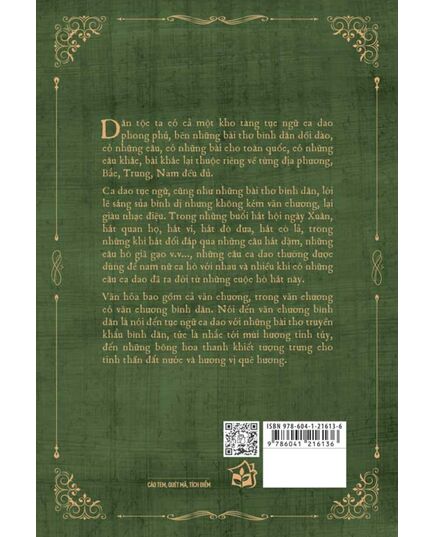 Dân tộc ta có cả một kho tàng tục ngữ ca dao
phong phú, bên những bài thơ bình dân dồi dào,
có những câu, có những bài cho toàn quốc, có những
câu khác, bài khác lại thuộc riêng về từng địa phương,
Bắc, Trung, Nam đều đủ.
Ca dao tục ngữ, cũng như những bài thơ bình dân, lời
lẽ sáng sủa bình dị nhưng không kém văn chương, lại
giàu nhạc điệu. Ttrong những buổi hát hội ngày Xuân,
hát quan họ, hát ví, hát đò đưa, hát cò lả, trong
những khi hát đối đáp qua những câu hát dặm, những
câu hò giã gạo v.v..., những câu ca dao thường được
dùng để nam nữ ca hò với nhau và nhiều khi có những
câu ca dao đã ra đời từ những cuộc hò hát này.
Văn hóa bao gồm cả văn chương, trong văn chương
có văn chương bình dân. Nói đến văn chương bình
dân là nói đến tục ngữ ca dao với những bài thơ truyền
khẩu bình dân, tức là nhắc tới mùi hương tinh túy,
đến những bông hoa thanh khiết tượng trưng cho
tinh thần đất nước và hương vị quê hương.
ISBN 978-604-1-21613-6
9 786041 216136
CÀO TEM, QUÉT MÃ, TÍCH ĐIỂM